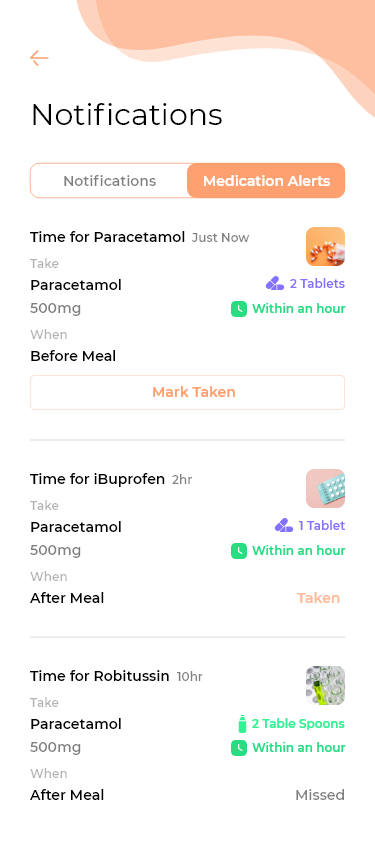 Notifications
Notifications
Medication Alerts
Time for Paracetamol Just Now
Take
Paracetamol
2 Tablets
500mg
Within an hour
When
Before Meal
Mark Taken
Time for iBuprofen 2hr
Take
Paracetamol
1 Tablet
500mg
Within an hour
When
After Meal
Taken
Time for Robitussin 10hr
Take
Paracetamol
2 Table Spoons
500mg
Within an hour
When
After Meal
Missed